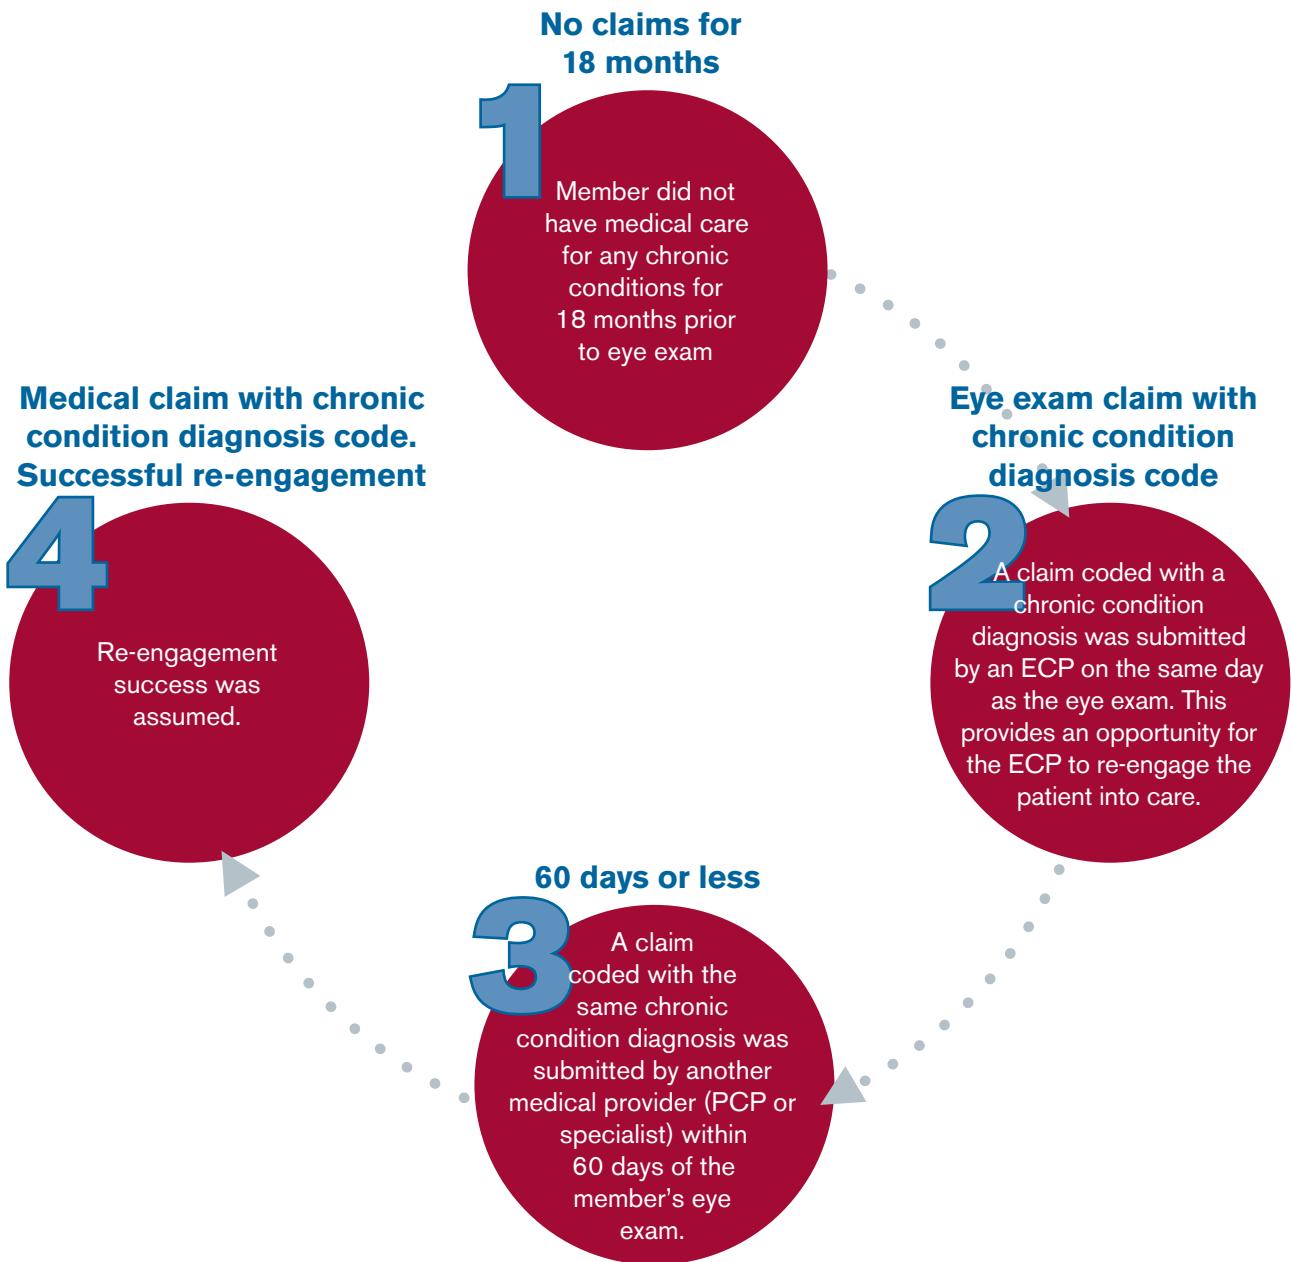 No claims for
18 months
1
Member did not
have medical care
for any chronic
conditions for
18 months prior
to eye exam
Eye exam claim with
chronic condition
diagnosis code
2
A claim coded with a
chronic condition
diagnosis was submitted
by an ECP on the same day
as the eye exam. This
provides an opportunity for
the ECP to re-engage the
patient into care.
60 days or less
3
A claim
coded with the
same chronic
condition diagnosis was
submitted by another
medical provider (PCP or
specialist) within
60 days of the
member’s eye
exam.
Medical claim with chronic
condition diagnosis code.
Successful re-engagement
4
Re-engagement
success was
assumed.